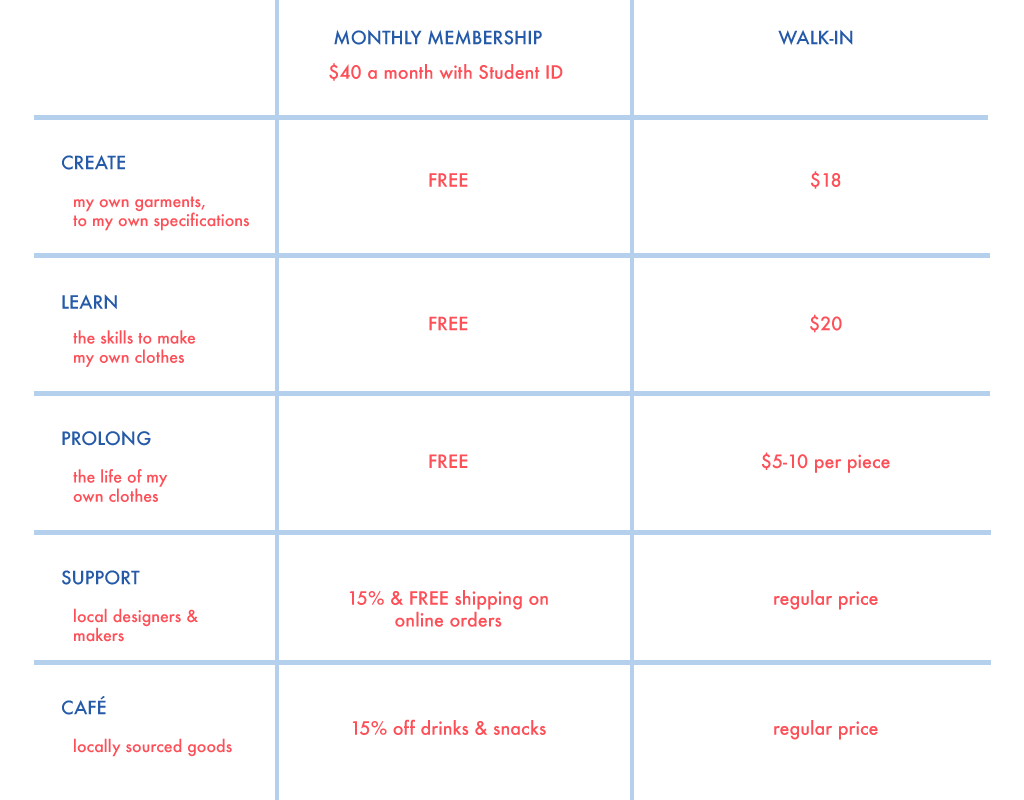 MONTHLY MEMBERSHIP
$40 a month with Student ID
WALK-IN
CREATE
my own garments,
to my own specifications
FREE
$18
LEARN
the skills to make
my own clothes
FREE
$20
PROLONG
the life of my
own clothes
FREE
$5-10 per piece
SUPPORT
local designers &
makers
15% & FREE shipping on
online orders
regular price
CAFÉ
locally sourced goods
15% off drinks & snacks
regular price